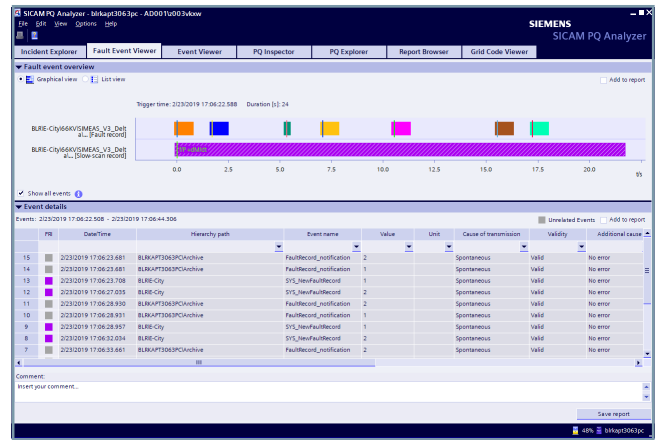 SICAM PQ Analyzer - blrkapt3063pc - AD001\z003vkxw
File Edit View Options Help
SIEMENS
SICAM PQ Analyzer
Incident Explorer Fault Event Viewer Event Viewer PQ Inspector PQ Explorer Report Browser Grid Code Viewer
Fault event overview
Graphical view List view Add to report
Trigger time: 2/23/2019 17:06:22.588 Duration [s]: 24
BLRIE-City\66KV\SIMEAS_V3_Delt
a\... [Fault record]
BLRIE-City\66KV\SIMEAS_V3_Delt
a\... [Slow-scan record]
0.0 2.5 5.0 7.5 10.0 12.5 15.0 17.5 20.0 t/s
Show all events
Event details
Events: 2/23/2019 17:06:22.508 - 2/23/2019 17:06:44.306 Unrelated Events Add to report
FRI Date/Time Hierarchy path Event name Value Unit Cause of transmission Validity Additional cause
15 2/23/2019 17:06:23.681 BLRKAPT3063PC\Archive FaultRecord_notification 2 Spontaneous Valid No error
14 2/23/2019 17:06:23.681 BLRKAPT3063PC\Archive FaultRecord_notification 1 Spontaneous Valid No error
13 2/23/2019 17:06:23.708 BLRIE-City SYS_NewFaultRecord 1 Spontaneous Valid No error
12 2/23/2019 17:06:27.035 BLRIE-City SYS_NewFaultRecord 2 Spontaneous Valid No error
11 2/23/2019 17:06:28.930 BLRKAPT3063PC\Archive FaultRecord_notification 2 Spontaneous Valid No error
10 2/23/2019 17:06:28.931 BLRKAPT3063PC\Archive FaultRecord_notification 1 Spontaneous Valid No error
9 2/23/2019 17:06:28.957 BLRIE-City SYS_NewFaultRecord 1 Spontaneous Valid No error
8 2/23/2019 17:06:32.034 BLRIE-City SYS_NewFaultRecord 2 Spontaneous Valid No error
7 2/23/2019 17:06:33.661 BLRKAPT3063PC\Archive FaultRecord_notification 2 Spontaneous Valid No error
Comment:
Insert your comment...
Save report
48% blrkapt3063pc